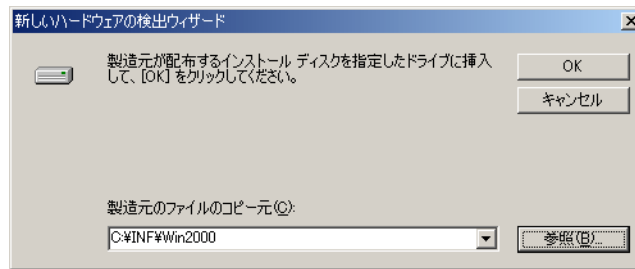 新しいハードウェアの検出ウィザード
製造元が配布するインストール ディスクを指定したドライブに挿入
して、[OK] をクリックしてください。
OK
キャンセル
製造元のファイルのコピー元(C):
C:¥INF¥Win2000
参照(B)...